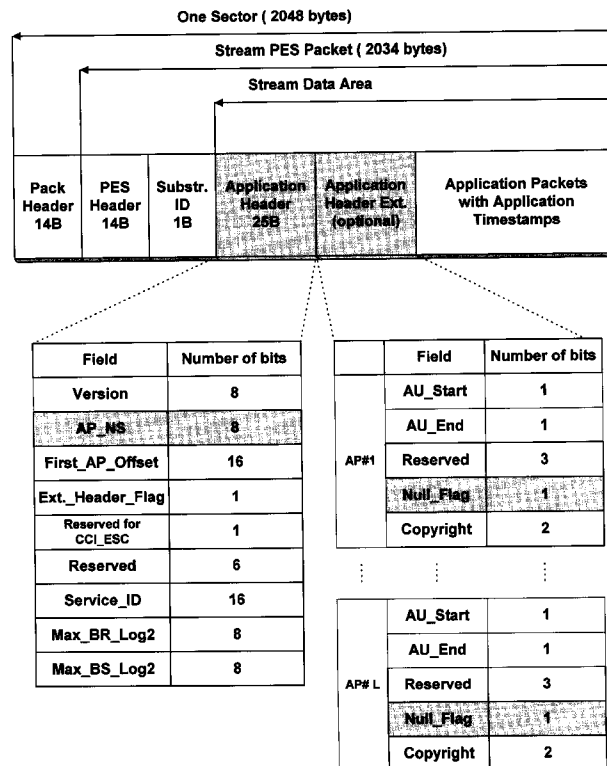 One Sector ( 2048 bytes)
Stream PES Packet ( 2034 bytes)
Stream Data Area
Pack Header 14B
PES Header 14B
Substr. ID 1B
Application Header 25B
Application Header Ext. (optional)
Application Packets with Application Timestamps
Field Number of bits
Version 8
AP_NS 8
First_AP_Offset 16
Ext._Header_Flag 1
Reserved for CCI_ESC 1
Reserved 6
Service_ID 16
Max_BR_Log2 8
Max_BS_Log2 8
Field Number of bits
AP#1
AU_Start 1
AU_End 1
Reserved 3
Null_Flag 1
Copyright 2
AP# L
AU_Start 1
AU_End 1
Reserved 3
Null_Flag 1
Copyright 2